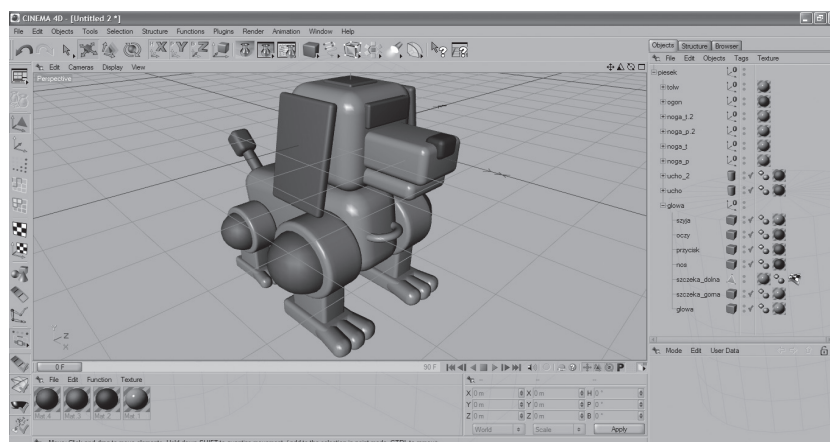 CINEMA 4D - [Untitled 2 *]
File Edit Objects Tools Selection Structure Functions Plugins Render Animation Window Help
Edit Cameras Display View
Perspective
Objects Structure Browser
File Edit Objects Tags Texture
piesek
tolw
ogon
noga_t.2
noga_p.2
noga_t
noga_p
ucho_2
ucho
glowa
szyja
oczy
przycisk
nos
szczeka_dolna
szczeka_gorna
glowa
Mode Edit User Data
0 F
90 F
File Edit Function Texture
Mat.4 Mat.3 Mat.2 Mat.1
X 0 m X 0 m H 0 °
Y 0 m Y 0 m P 0 °
Z 0 m Z 0 m B 0 °
World Scale Apply
Y
Z
X